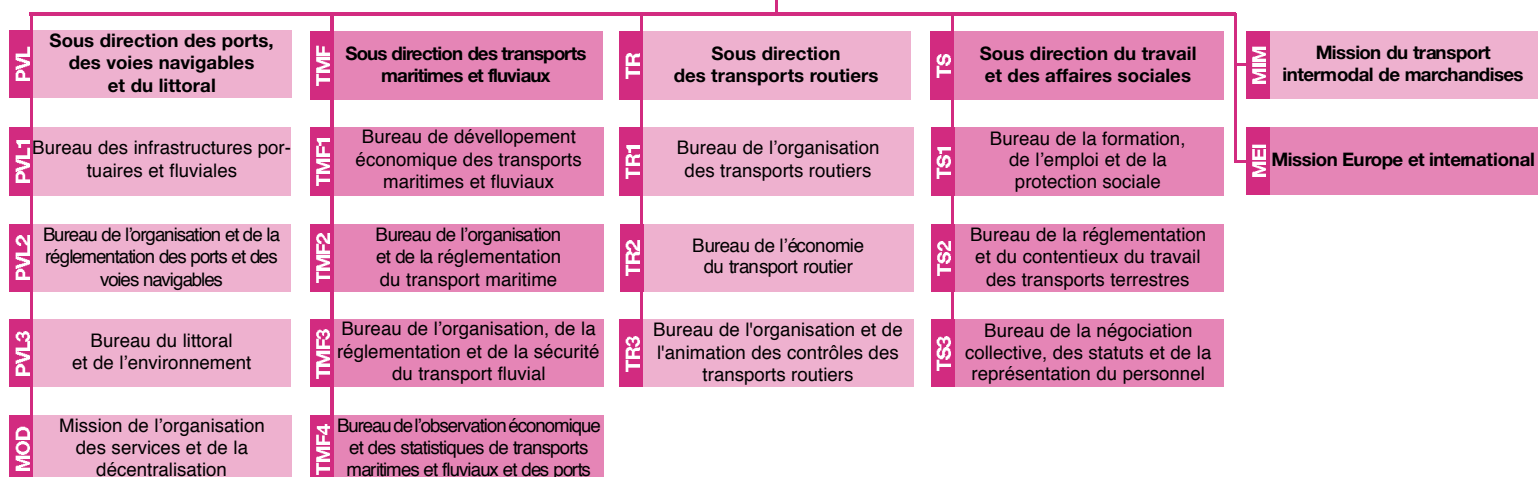 PVL
Sous direction des ports,
des voies navigables
et du littoral
PVL1
Bureau des infrastructures por-
tuaires et fluviales
PVL2
Bureau de l’organisation et de la
réglementation des ports et des
voies navigables
PVL3
Bureau du littoral
et de l’environnement
MOD
Mission de l’organisation
des services et de la
décentralisation
TMF
Sous direction des transports
maritimes et fluviaux
TMF1
Bureau de dévellopement
économique des transports
maritimes et fluviaux
TMF2
Bureau de l’organisation
et de la réglementation
du transport maritime
TMF3
Bureau de l’organisation, de la
réglementation et de la sécurité
du transport fluvial
TMF4
Bureau de l’observation économique
et des statistiques de transports
maritimes et fluviaux et des ports
TR
Sous direction
des transports routiers
TR1
Bureau de l’organisation
des transports routiers
TR2
Bureau de l’économie
du transport routier
TR3
Bureau de l'organisation et de
l'animation des contrôles des
transports routiers
TS
Sous direction du travail
et des affaires sociales
TS1
Bureau de la formation,
de l’emploi et de la
protection sociale
TS2
Bureau de la réglementation
et du contentieux du travail
des transports terrestres
TS3
Bureau de la négociation
collective, des statuts et de la
représentation du personnel
MIM
Mission du transport
intermodal de marchandises
MEI
Mission Europe et international